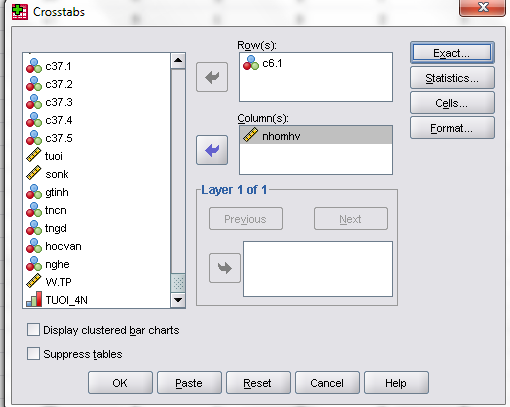 Crosstabs
X
c37.1
c37.2
c37.3
c37.4
c37.5
tuoi
sonk
gtinh
tncn
tngd
hocvan
nghe
W.TP
TUOI_4N
Row(s):
c6.1
Column(s):
nhomhv
Layer 1 of 1
Previous
Next
Exact...
Statistics...
Cells...
Format...
Display clustered bar charts
Suppress tables
OK
Paste
Reset
Cancel
Help